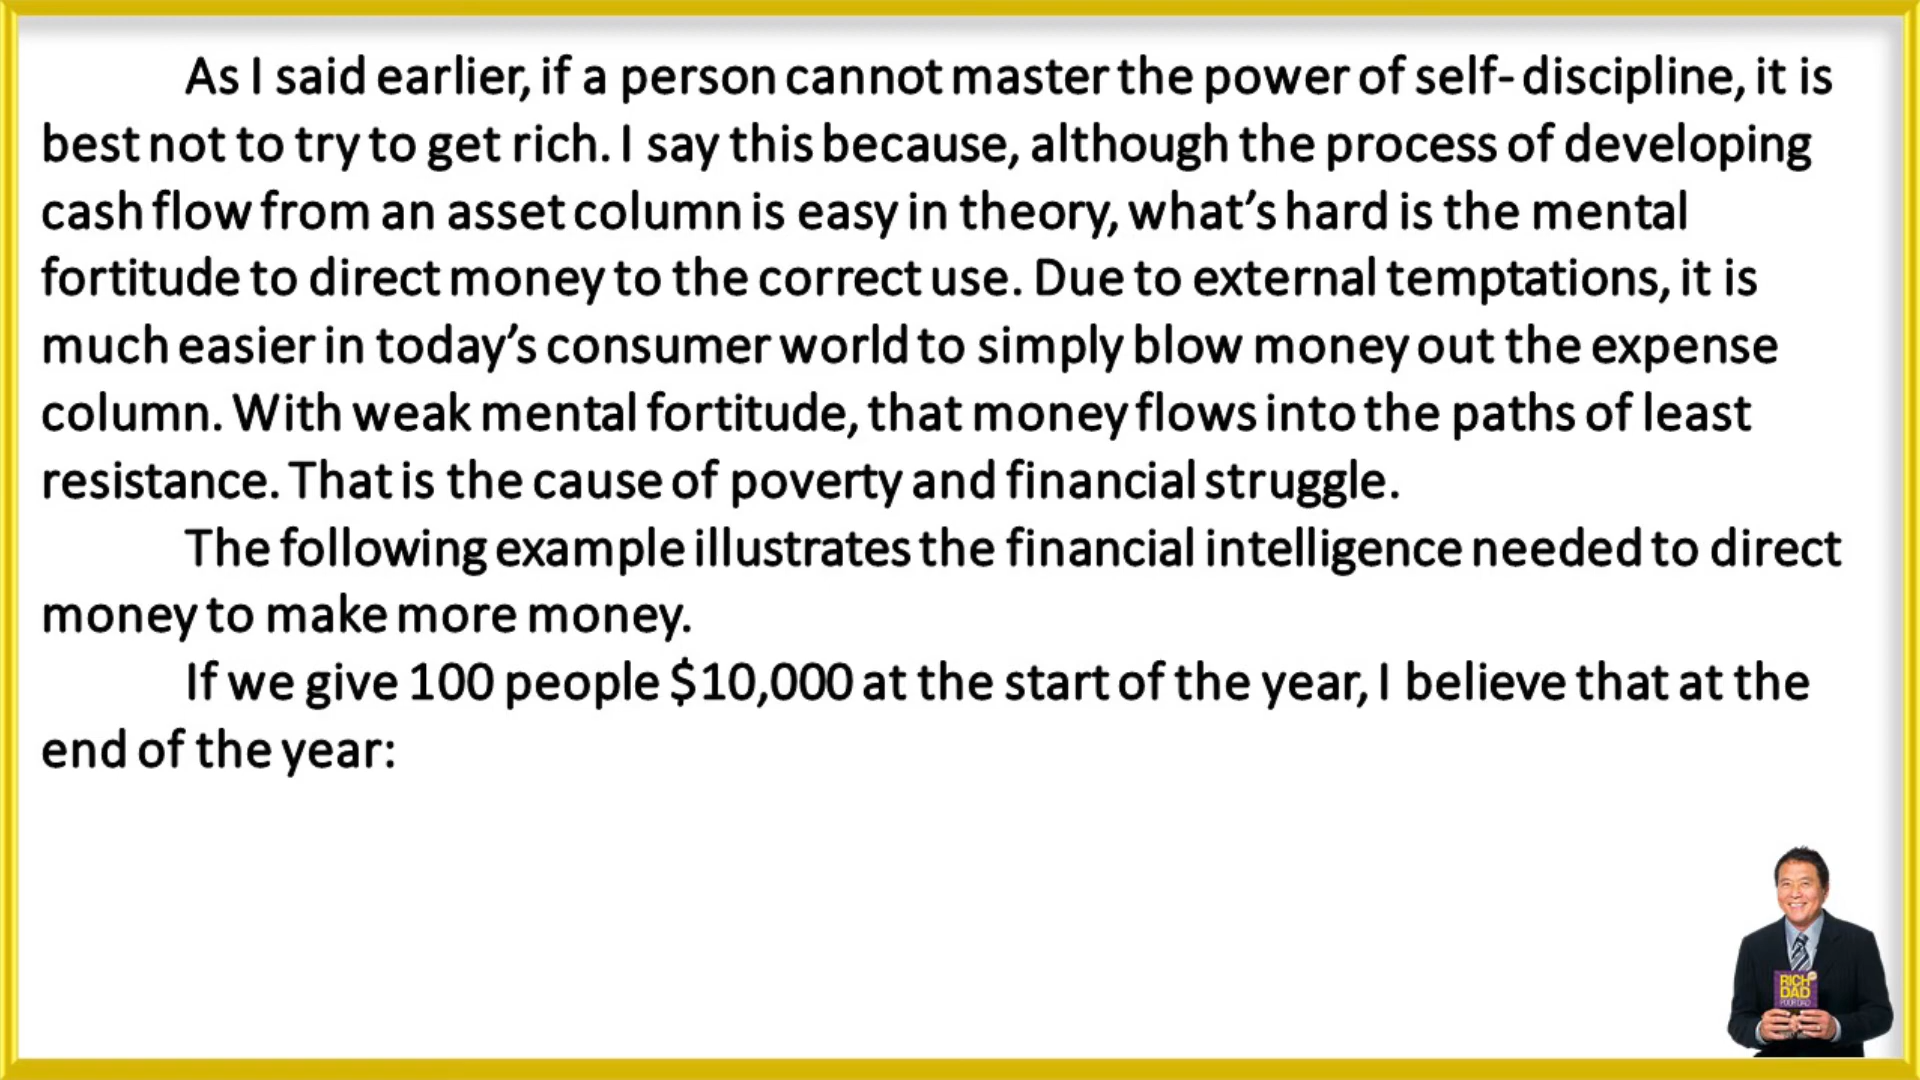 As I said earlier, if a person cannot master the power of self-discipline, it is
best not to try to get rich. I say this because, although the process of developing
cash flow from an asset column is easy in theory, what’s hard is the mental
fortitude to direct money to the correct use. Due to external temptations, it is
much easier in today’s consumer world to simply blow money out the expense
column. With weak mental fortitude, that money flows into the paths of least
resistance. That is the cause of poverty and financial struggle.
The following example illustrates the financial intelligence needed to direct
money to make more money.
If we give 100 people $10,000 at the start of the year, I believe that at the
end of the year:
RICH
DAD
POOR DAD